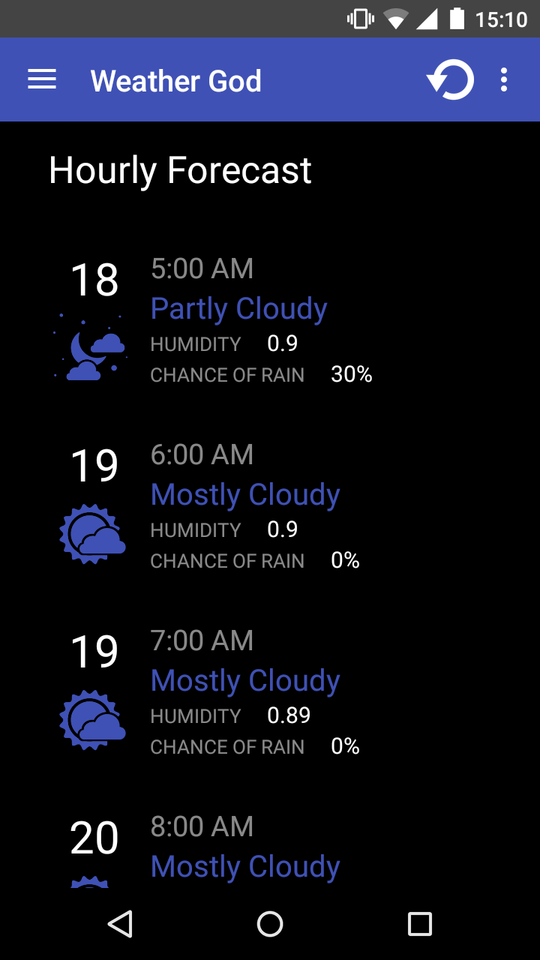 15:10
Weather God
Hourly Forecast
18
5:00 AM
Partly Cloudy
HUMIDITY 0.9
CHANCE OF RAIN 30%
19
6:00 AM
Mostly Cloudy
HUMIDITY 0.9
CHANCE OF RAIN 0%
19
7:00 AM
Mostly Cloudy
HUMIDITY 0.89
CHANCE OF RAIN 0%
20
8:00 AM
Mostly Cloudy